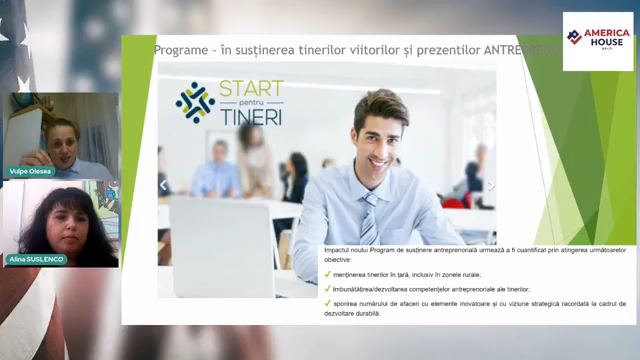 Programe – în susținerea tinerilor viitorilor și prezentilor
AMERICA
HOUSE
BĂLȚI
START
pentru
TINERI
Vulpe Olesea
Alina SUSLENCO
Impactul noului Program de susținere antreprenorială urmează a fi cuantificat prin atingerea următoarelor
obiective:
✓ menținerea tinerilor în țară, inclusiv în zonele rurale;
✓ îmbunătățirea/dezvoltarea competențelor antreprenoriale ale tinerilor;
✓ sporirea numărului de afaceri cu elemente inovatoare și cu viziune strategică racordată la cadrul de
dezvoltare durabilă.